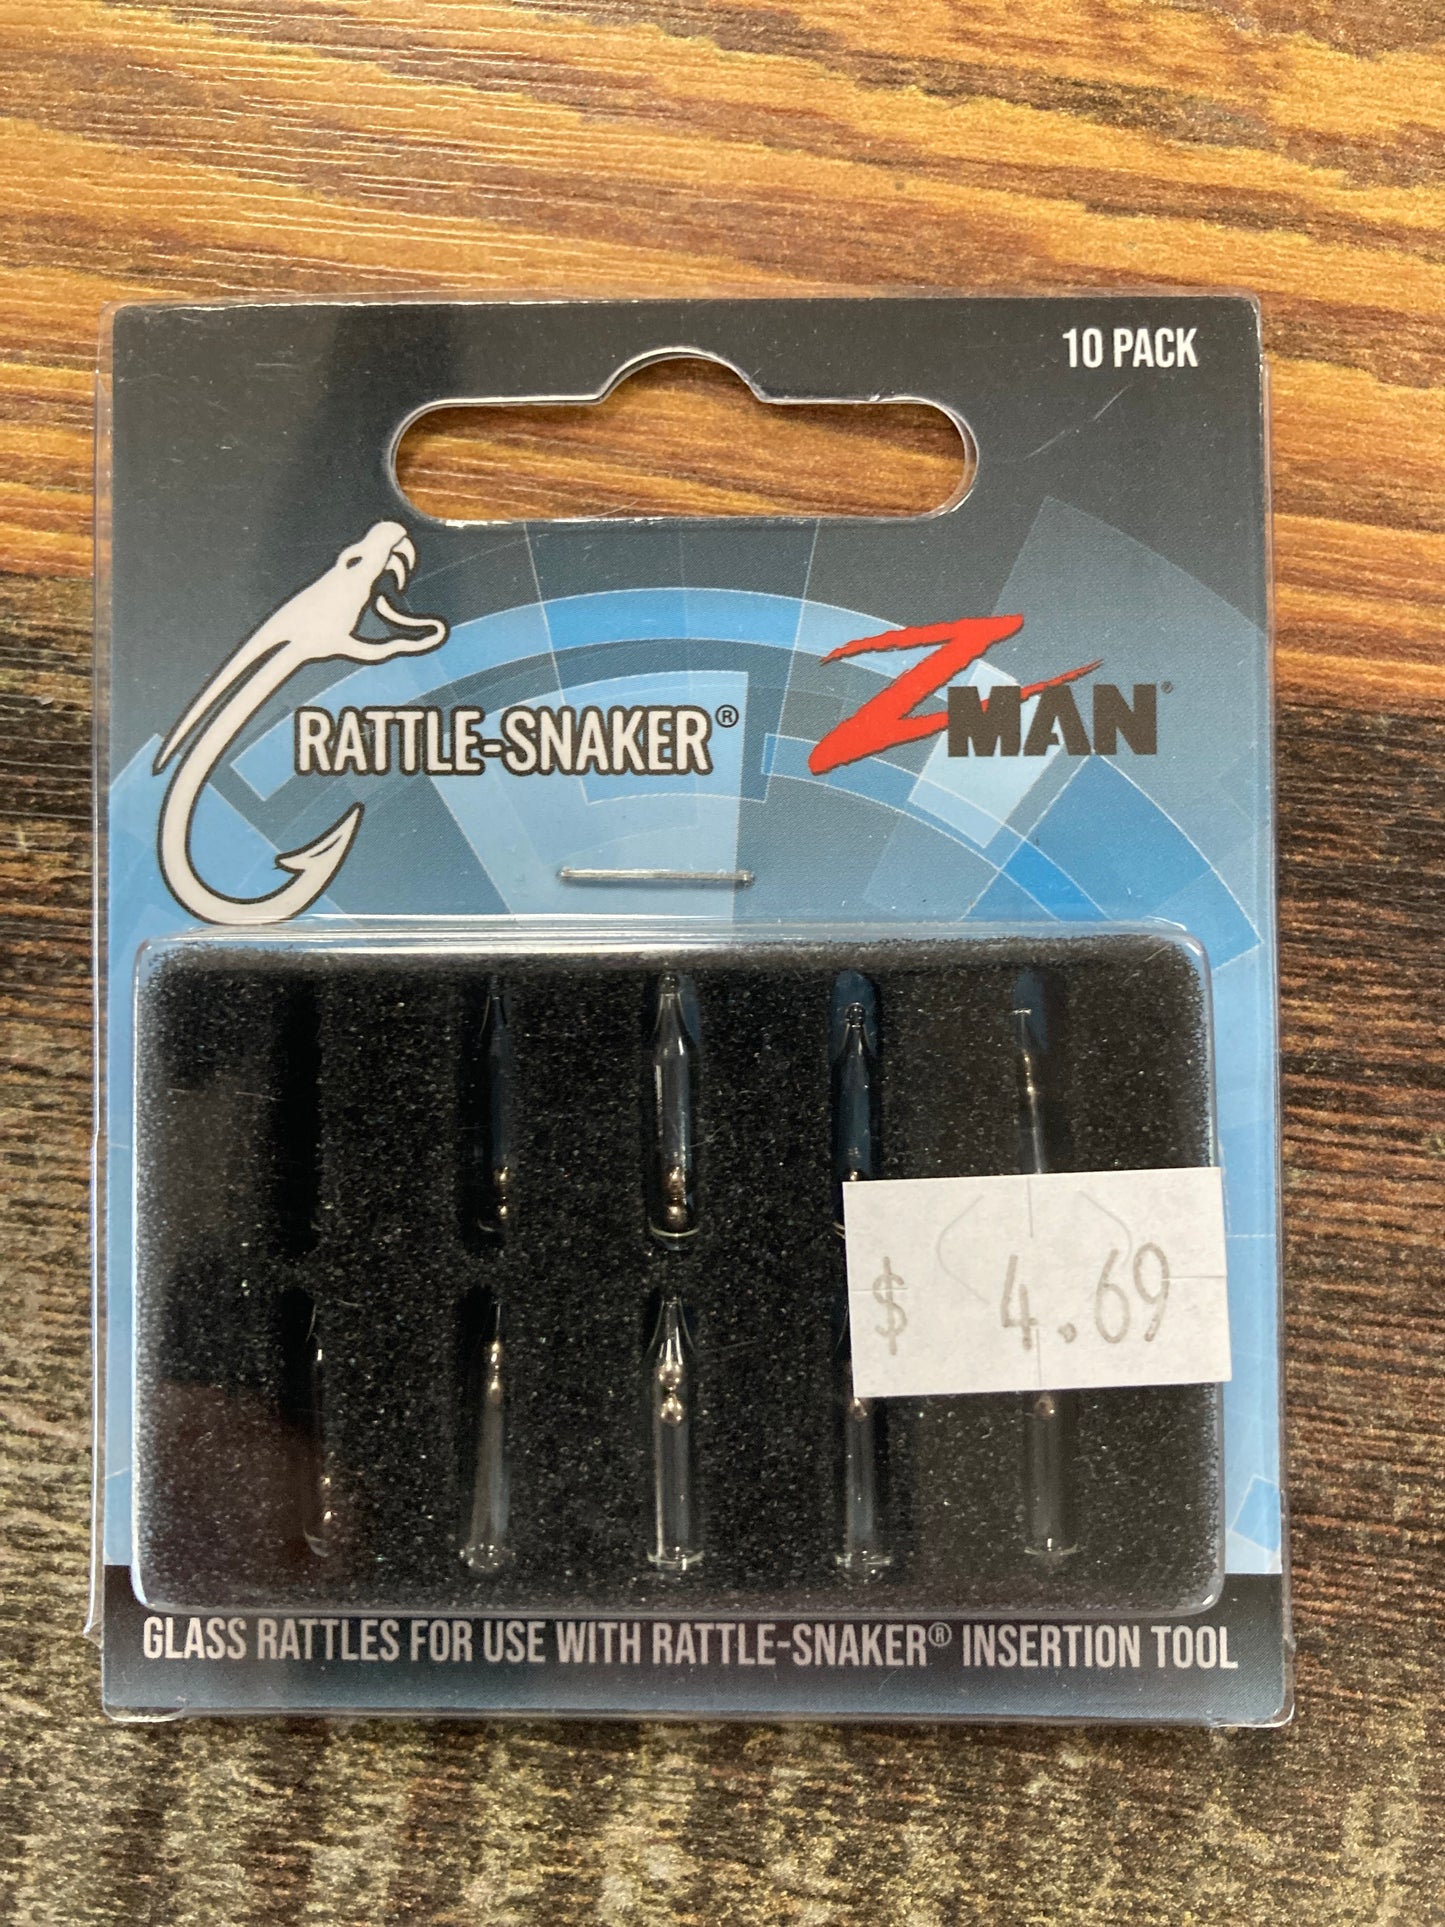 10 PACK
RATTLE-SNAKER®
ZMAN®
$ 4.69
GLASS RATTLES FOR USE WITH RATTLE-SNAKER® INSERTION TOOL